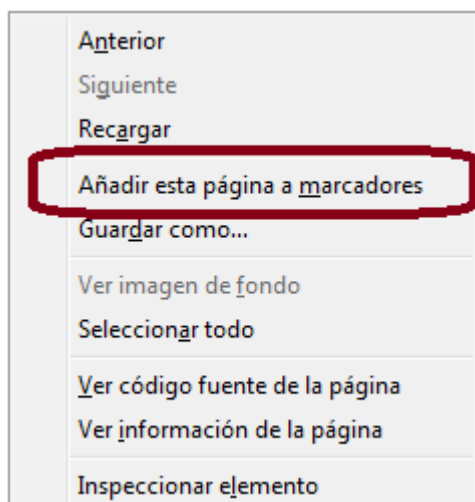 Anterior
Siguiente
Recargar
Añadir esta página a marcadores
Guardar como...
Ver imagen de fondo
Seleccionar todo
Ver código fuente de la página
Ver información de la página
Inspeccionar elemento